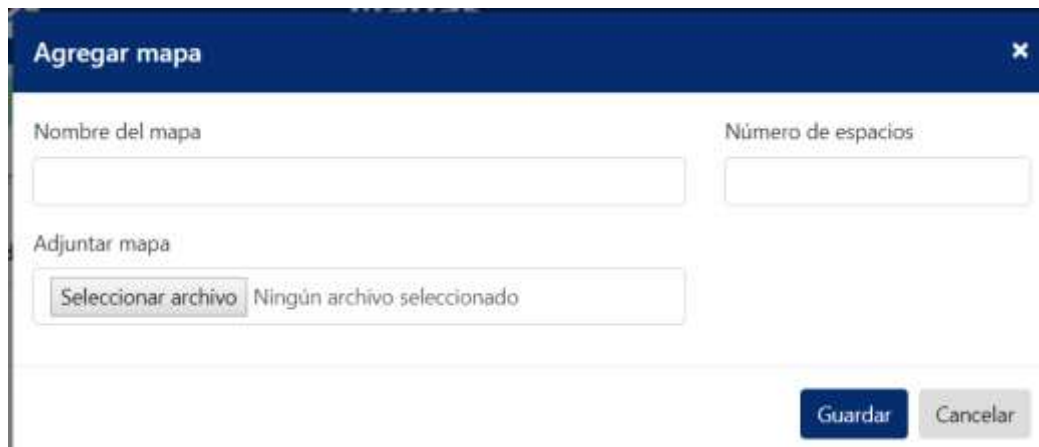 Agregar mapa
Nombre del mapa Número de espacios
Adjuntar mapa
Seleccionar archivo Ningún archivo seleccionado
Guardar Cancelar